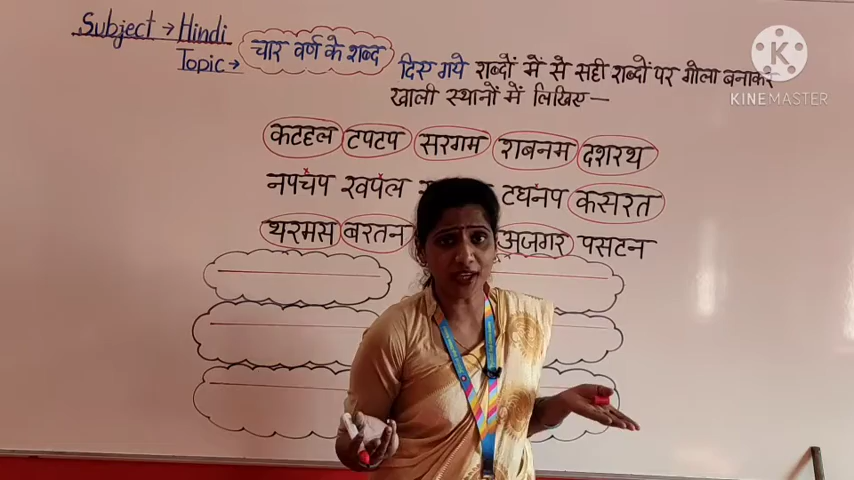 Subject → Hindi
Topic → चार वर्ण के शब्द
दिए गये शब्दों में से सही शब्दों पर गोला बनाकर
खाली स्थानों में लिखिए —
कटहल टपटप सरगम शबनम दशरथ
नपचप खपल टघनप कसरत
थरमस बरतन अजगर पसटन
KINEMASTER